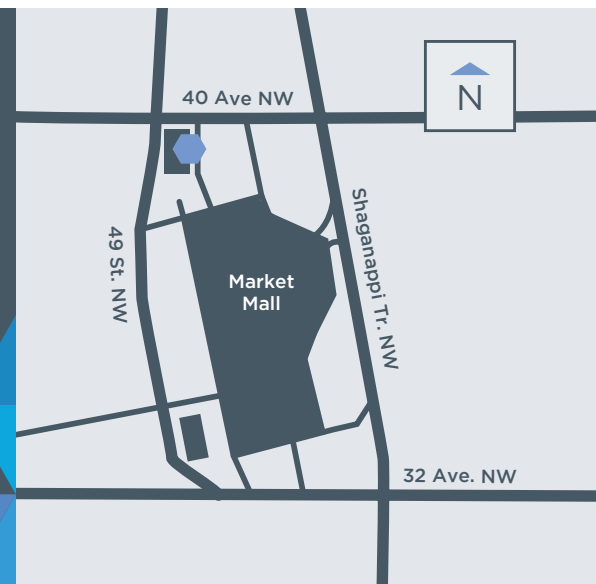 40 Ave NW
N
49 St. NW
Shaganappi Tr. NW
Market
Mall
32 Ave. NW